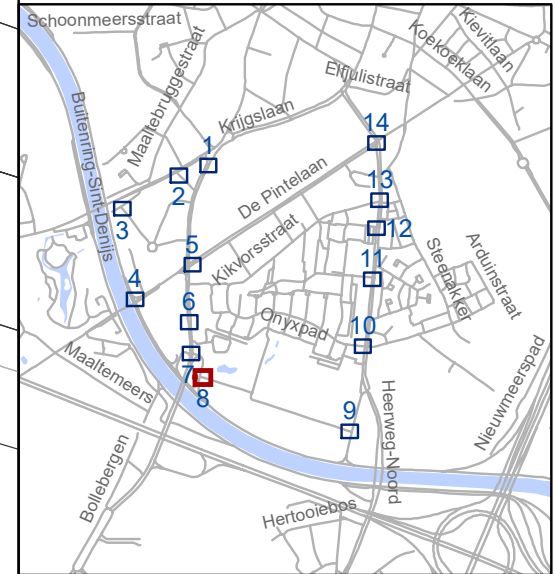 Schoonmeersstraat
Kievitlaan
Koekoeklaan
Maaltebruggestraat
Elfjulistraat
Buitenring-Sint-Denijs
Krijgslaan
14
1
2
De Pintelaan
13
3
12
Kikvorsstraat
5
Steenakker
Arduinstraat
4
11
6
Onyxpad
10
Maaltemeers
7
8
Nieuwmeerspad
9
Heerweg-Noord
Bollebergen
Hertooiebos